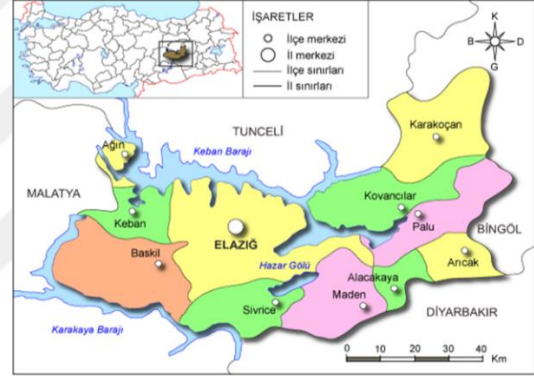 İŞARETLER
İlçe merkezi
İl merkezi
İlçe sınırları
İl sınırları
K
B
D
G
TUNCELİ
Keban Barajı
Karakoçan
Ağın
MALATYA
Kovancılar
Keban
Palu
BİNGÖL
ELAZIĞ
Baskil
Hazar Gölü
Arıcak
Alacakaya
Maden
Sivrice
DİYARBAKIR
Karakaya Barajı
0 10 20 30 40
Km